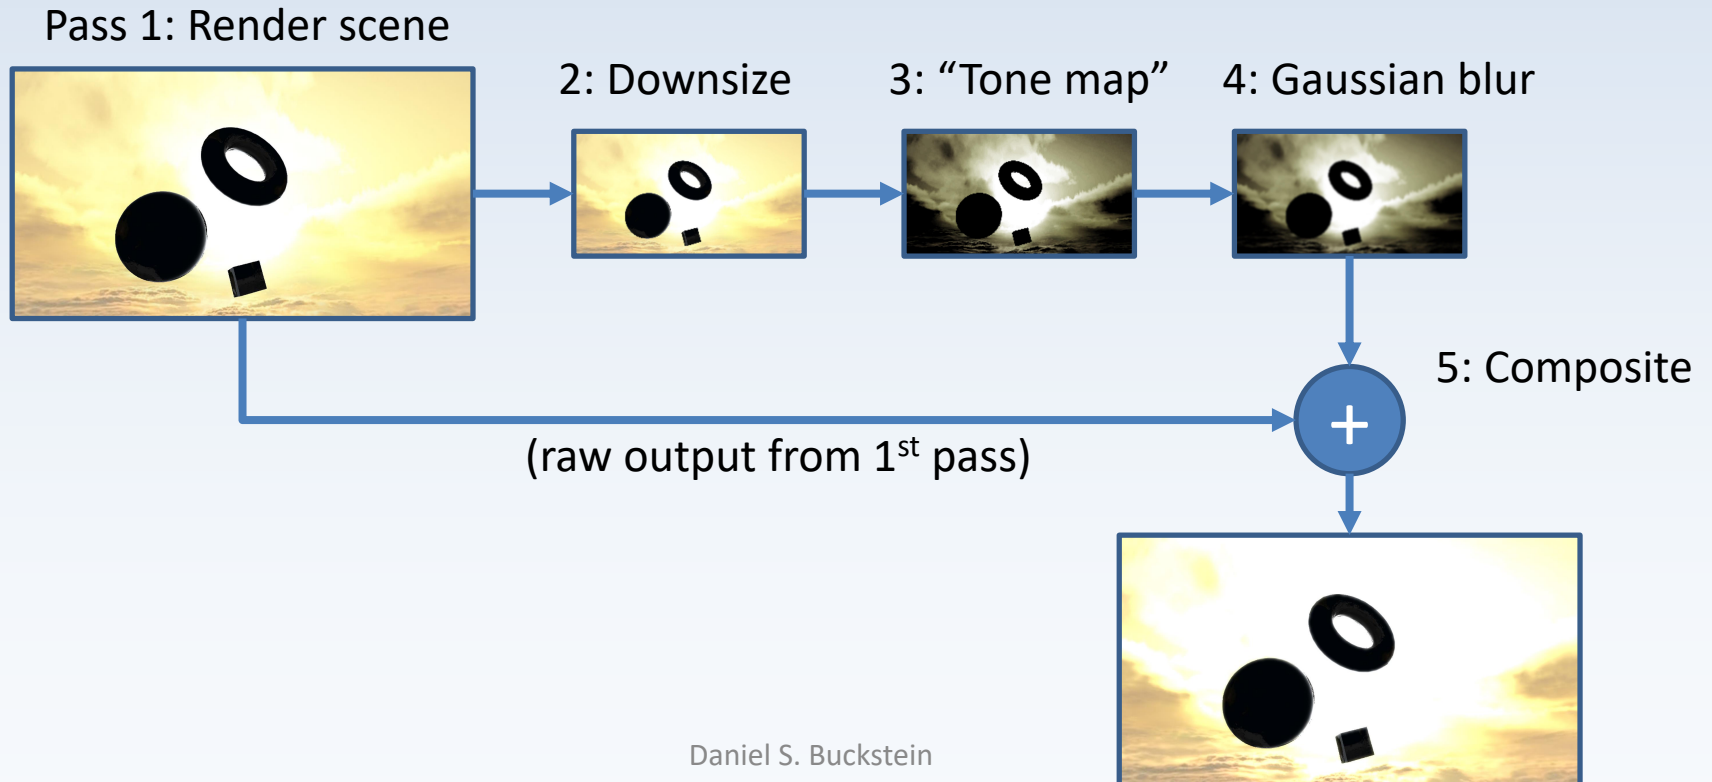 Pass 1: Render scene
2: Downsize
3: “Tone map”
4: Gaussian blur
5: Composite
+
(raw output from 1st pass)
Daniel S. Buckstein